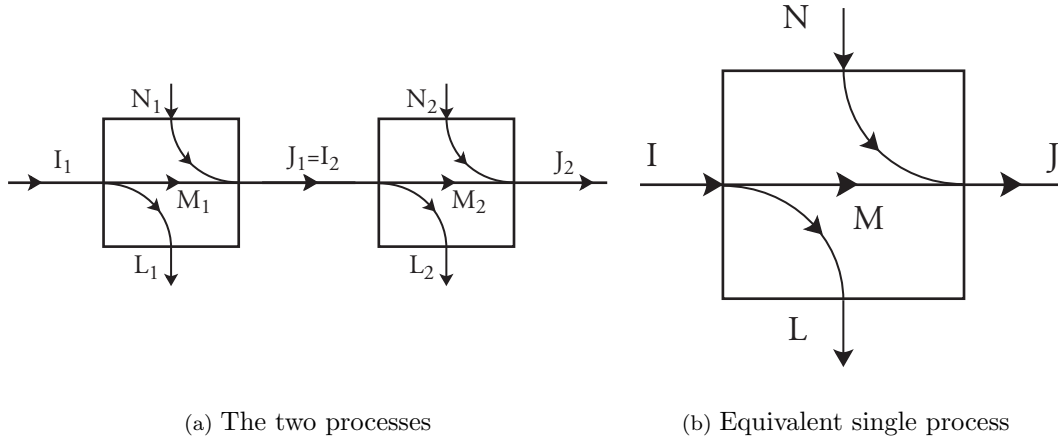 N
N₁
N₂
I₁
J₁=I₂
J₂
I
J
M₁
M₂
M
L₁
L₂
L
(a) The two processes
(b) Equivalent single process